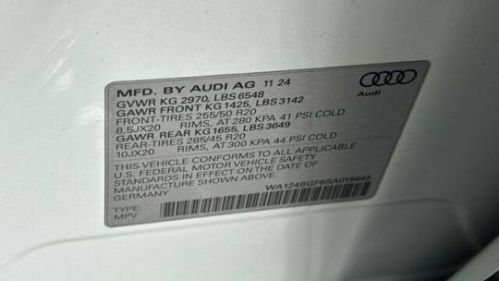 MFD. BY AUDI AG 11 24
GVWR KG 2970, LBS 6548
GAWR FRONT KG 1425, LBS 3142
FRONT-TIRES 255/50 R20
8.5JX20 RIMS, AT 280 KPA 41 PSI COLD
GAWR REAR KG 1655, LBS 3649
REAR-TIRES 285/45 R20
10JX20 RIMS, AT 300 KPA 44 PSI COLD
THIS VEHICLE CONFORMS TO ALL APPLICABLE
U.S. FEDERAL MOTOR VEHICLE SAFETY
STANDARDS IN EFFECT ON THE DATE OF
MANUFACTURE SHOWN ABOVE.
GERMANY
TYPE:
MPV
Audi